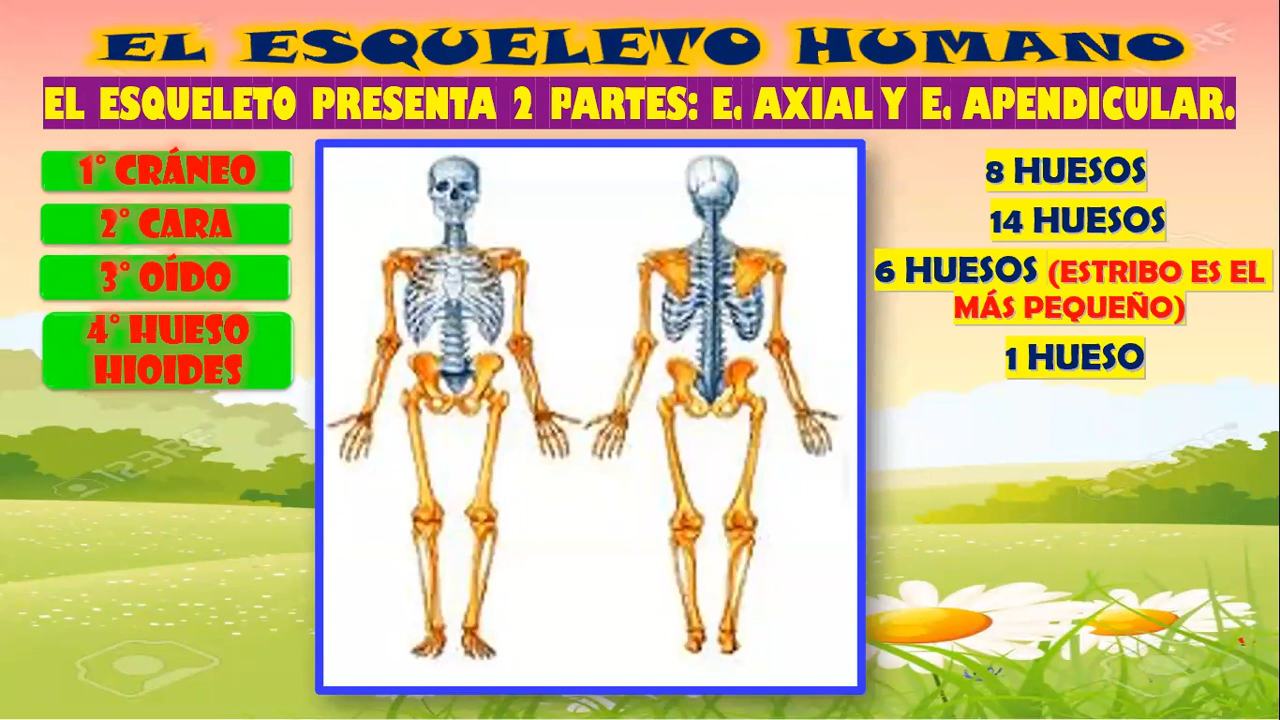 EL ESQUELETO HUMANO
EL ESQUELETO PRESENTA 2 PARTES: E. AXIAL Y E. APENDICULAR.
1° CRÁNEO
8 HUESOS
2° CARA
14 HUESOS
3° OÍDO
6 HUESOS (ESTRIBO ES EL
MÁS PEQUEÑO)
4° HUESO
HIOIDES
1 HUESO
123RF